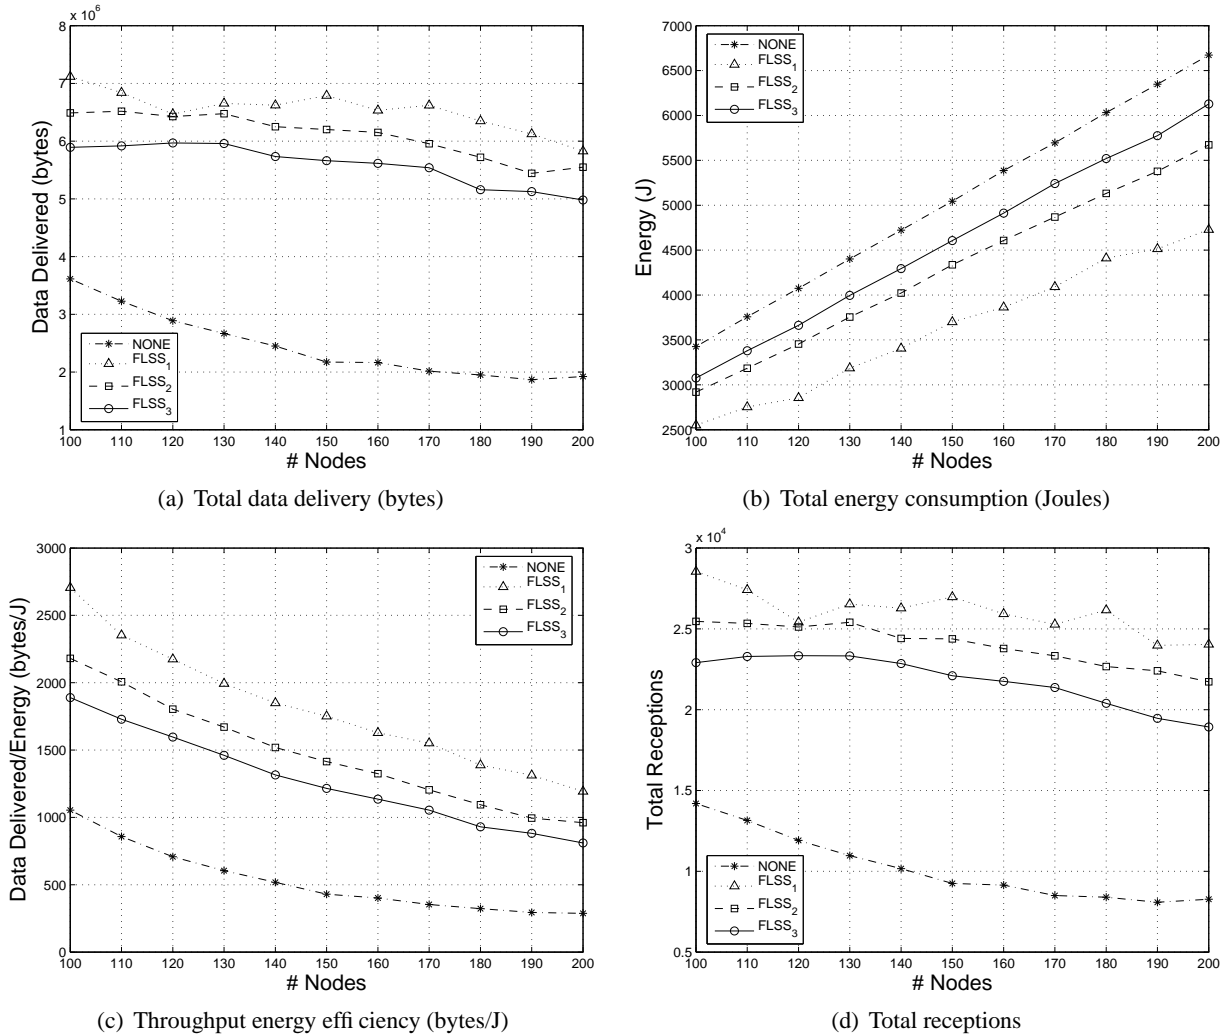 x 10⁶
8
7
6
5
4
3
2
1
Data Delivered (bytes)
NONE
FLSS₁
FLSS₂
FLSS₃
100 110 120 130 140 150 160 170 180 190 200
# Nodes
(a) Total data delivery (bytes)
7000
6500
6000
5500
5000
4500
4000
3500
3000
2500
Energy (J)
NONE
FLSS₁
FLSS₂
FLSS₃
100 110 120 130 140 150 160 170 180 190 200
# Nodes
(b) Total energy consumption (Joules)
3000
2500
2000
1500
1000
500
0
Data Delivered/Energy (bytes/J)
NONE
FLSS₁
FLSS₂
FLSS₃
100 110 120 130 140 150 160 170 180 190 200
# Nodes
(c) Throughput energy effi ciency (bytes/J)
x 10⁴
3
2.5
2
1.5
1
0.5
Total Receptions
NONE
FLSS₁
FLSS₂
FLSS₃
100 110 120 130 140 150 160 170 180 190 200
# Nodes
(d) Total receptions